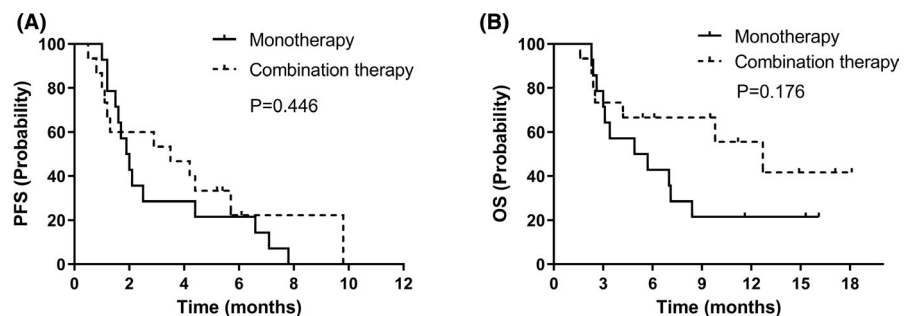 (A)
Monotherapy
Combination therapy
P=0.446
PFS (Probability)
100
80
60
40
20
0
0 2 4 6 8 10 12
Time (months)
(B)
Monotherapy
Combination therapy
P=0.176
OS (Probability)
100
80
60
40
20
0
0 3 6 9 12 15 18
Time (months)